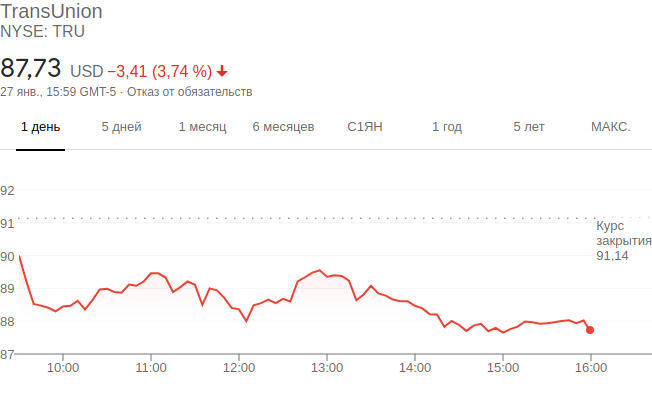 TransUnion
NYSE: TRU
87,73 USD −3,41 (3,74 %)
27 янв., 15:59 GMT-5 · Отказ от обязательств
1 день 5 дней 1 месяц 6 месяцев С1ЯН 1 год 5 лет МАКС.
92
91
Курс
закрытия
91,14
90
89
88
87
10:00 11:00 12:00 13:00 14:00 15:00 16:00